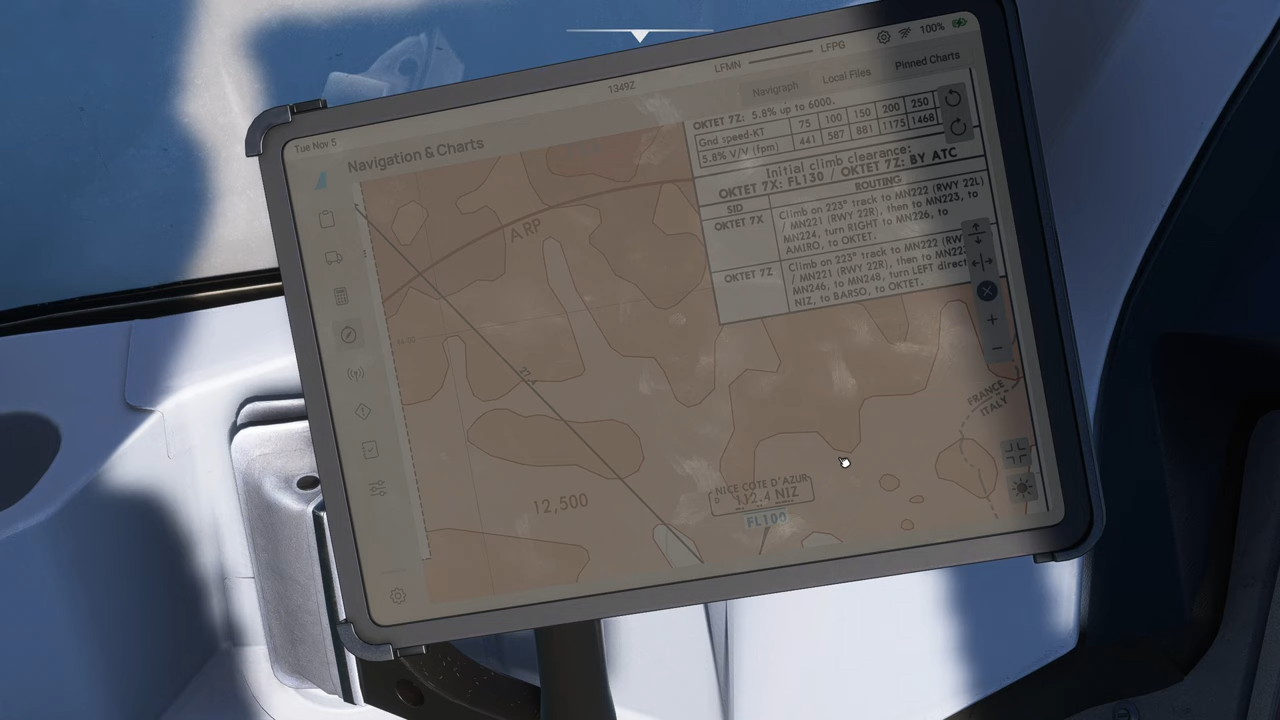 Tue Nov 5
1349Z
LFMN
LFPG
100%
Navigation & Charts
Navigraph
Local Files
Pinned Charts
OKTET 7Z: 5.8% up to 6000.
Gnd speed-KT 75 100 150 200 250
5.8% V/V (fpm) 441 587 881 1175 1468
Initial climb clearance:
OKTET 7X: FL130 / OKTET 7Z: BY ATC
SID ROUTING
OKTET 7X
Climb on 223° track to MN222 (RWY 22L)
/ MN221 (RWY 22R), then to MN223, to
MN224, turn RIGHT to MN226, to
AMIRO, to OKTET.
OKTET 7Z
Climb on 223° track to MN222 (RW
/ MN221 (RWY 22R), then to MN22
MN246, to MN248, turn LEFT direct
NIZ, to BARSO, to OKTET.
ARP
FRANCE
ITALY
12,500
NICE COTE D'AZUR
D 112.4 NIZ
FL100